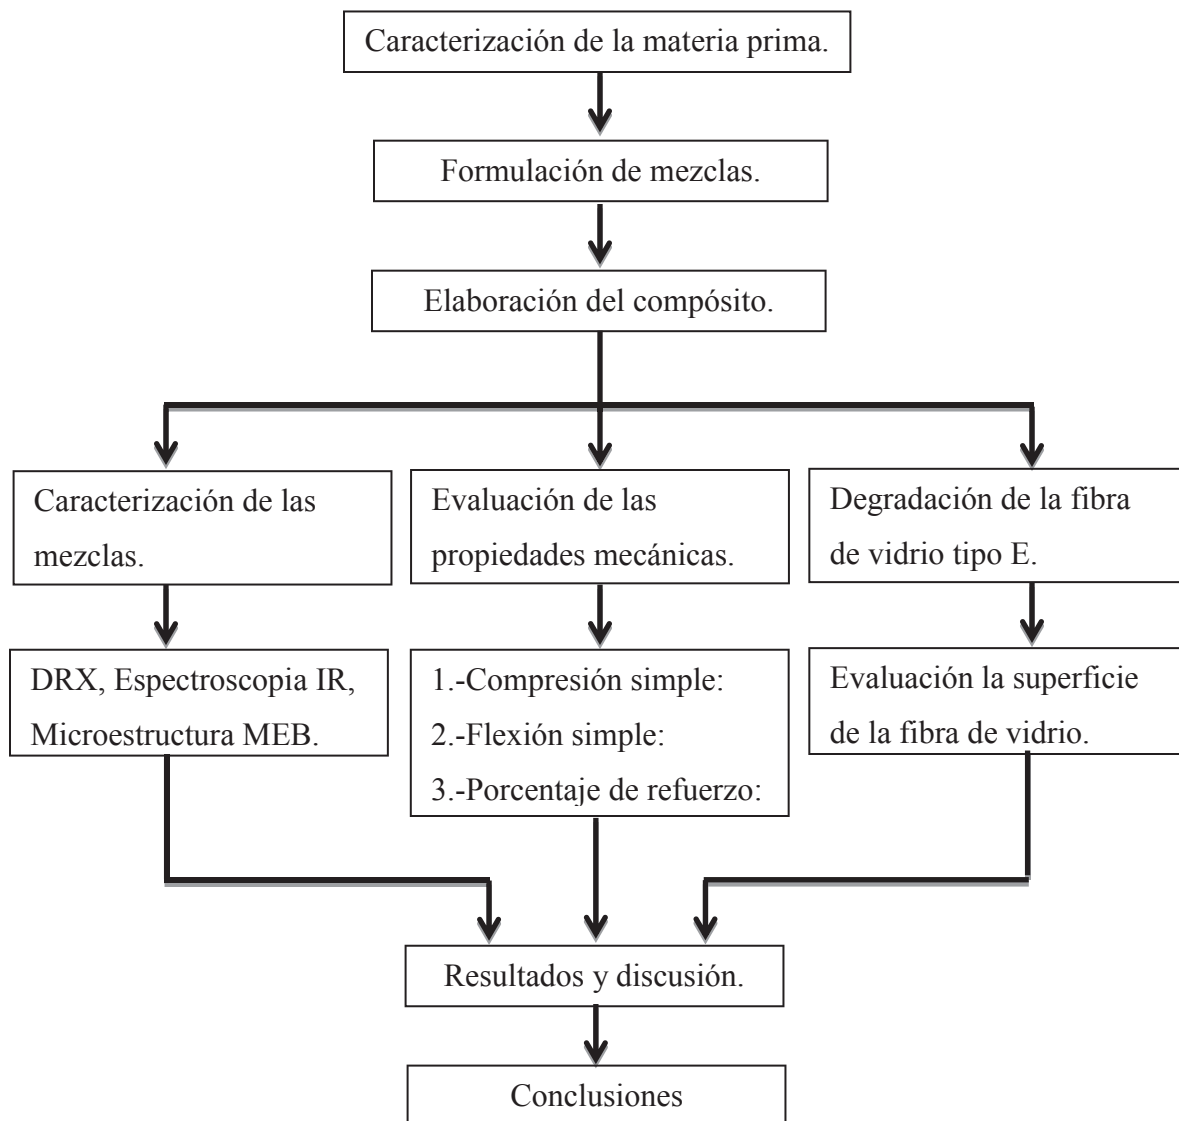 Caracterización de la materia prima.
Formulación de mezclas.
Elaboración del compósito.
Caracterización de las
mezclas.
Evaluación de las
propiedades mecánicas.
Degradación de la fibra
de vidrio tipo E.
DRX, Espectroscopia IR,
Microestructura MEB.
1.-Compresión simple:
2.-Flexión simple:
3.-Porcentaje de refuerzo:
Evaluación la superficie
de la fibra de vidrio.
Resultados y discusión.
Conclusiones